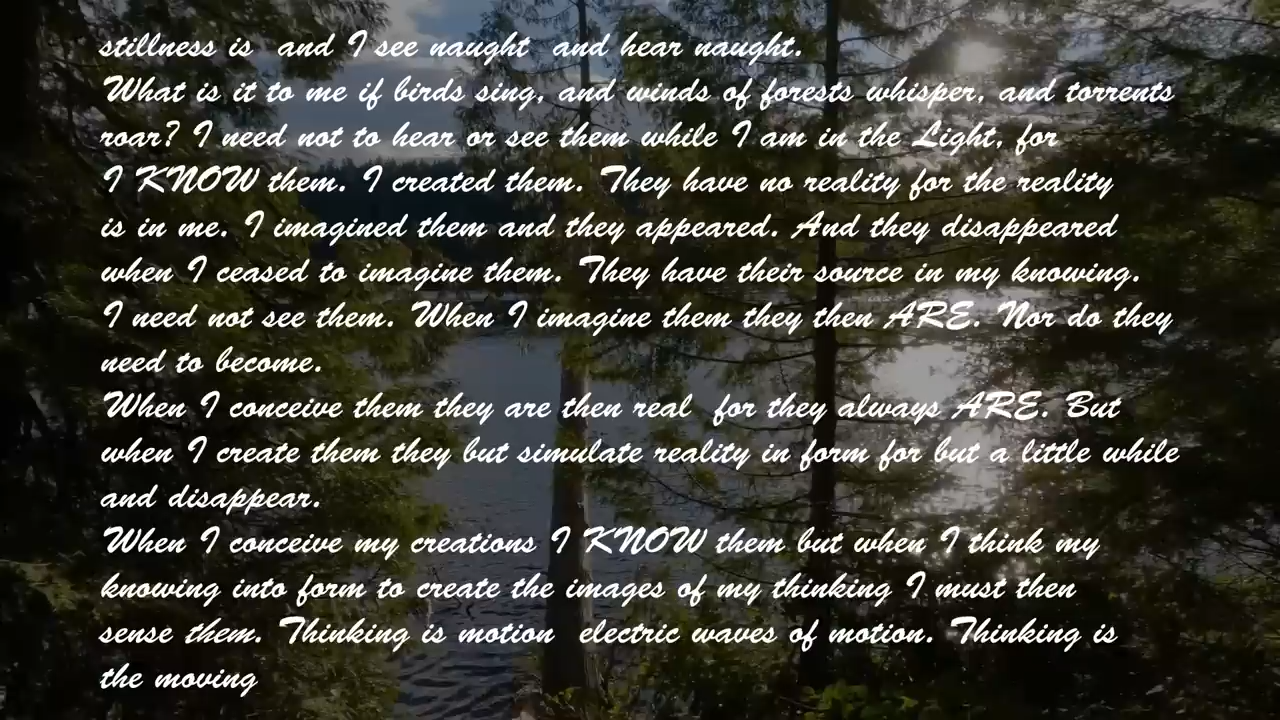 stillness is  and I see naught  and hear naught.
What is it to me if birds sing, and winds of forests whisper, and torrents
roar? I need not to hear or see them while I am in the Light, for
I KNOW them. I created them. They have no reality for the reality
is in me. I imagined them and they appeared. And they disappeared
when I ceased to imagine them. They have their source in my knowing.
I need not see them. When I imagine them they then ARE. Nor do they
need to become.
When I conceive them they are then real  for they always ARE. But
when I create them they but simulate reality in form for but a little while
and disappear.
When I conceive my creations I KNOW them but when I think my
knowing into form to create the images of my thinking I must then
sense them. Thinking is motion  electric waves of motion. Thinking is
the moving